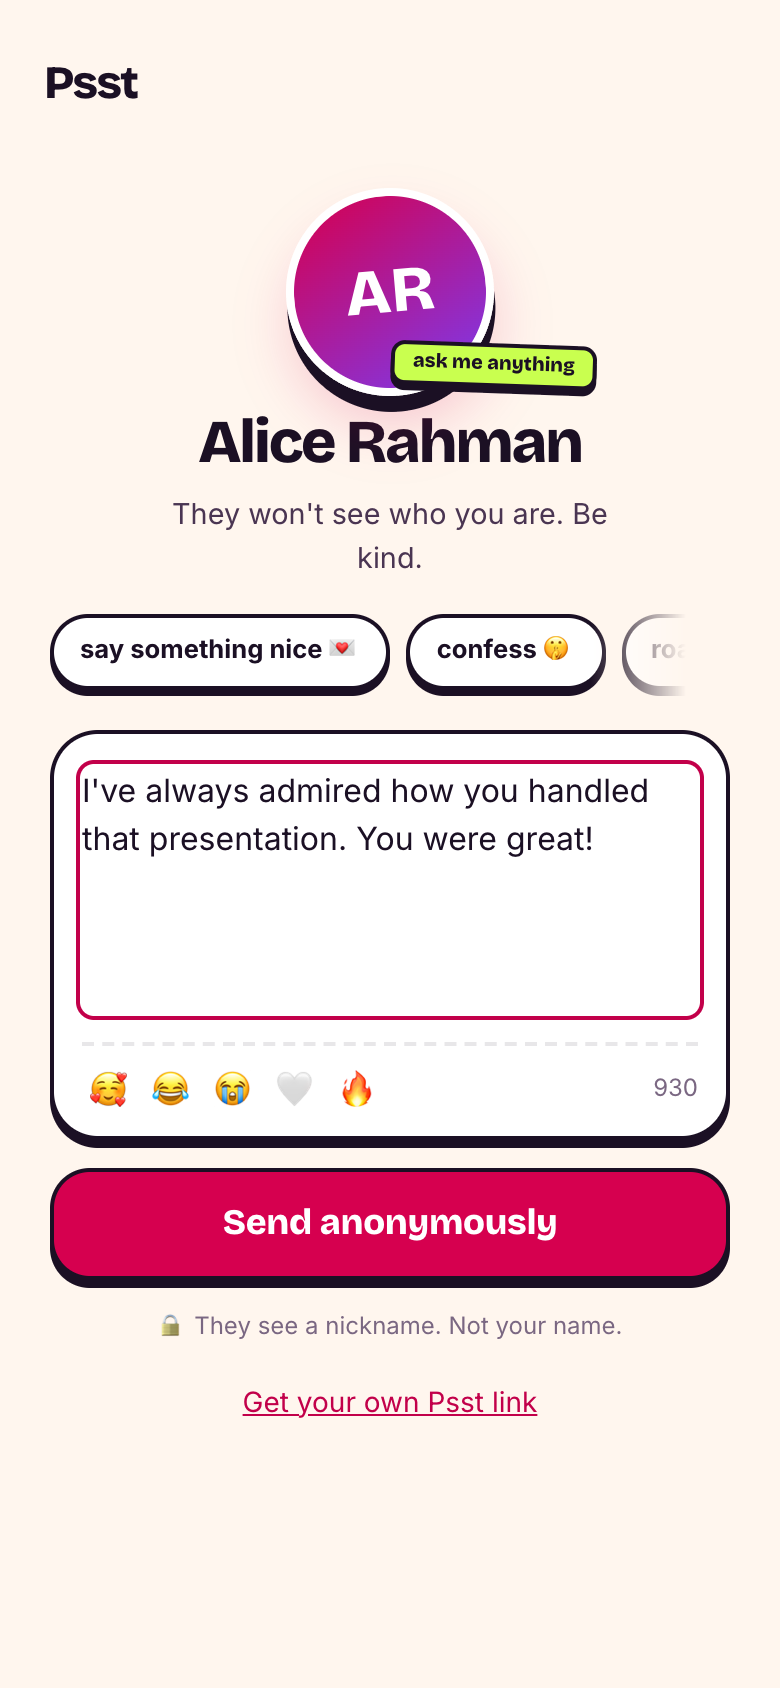 Psst
AR
ask me anything
Alice Rahman
They won't see who you are. Be
kind.
say something nice 💌
confess 🤫
I've always admired how you handled
that presentation. You were great!
🥰 😂 😭 🤍 🔥 930
Send anonymously
🔒 They see a nickname. Not your name.
Get your own Psst link